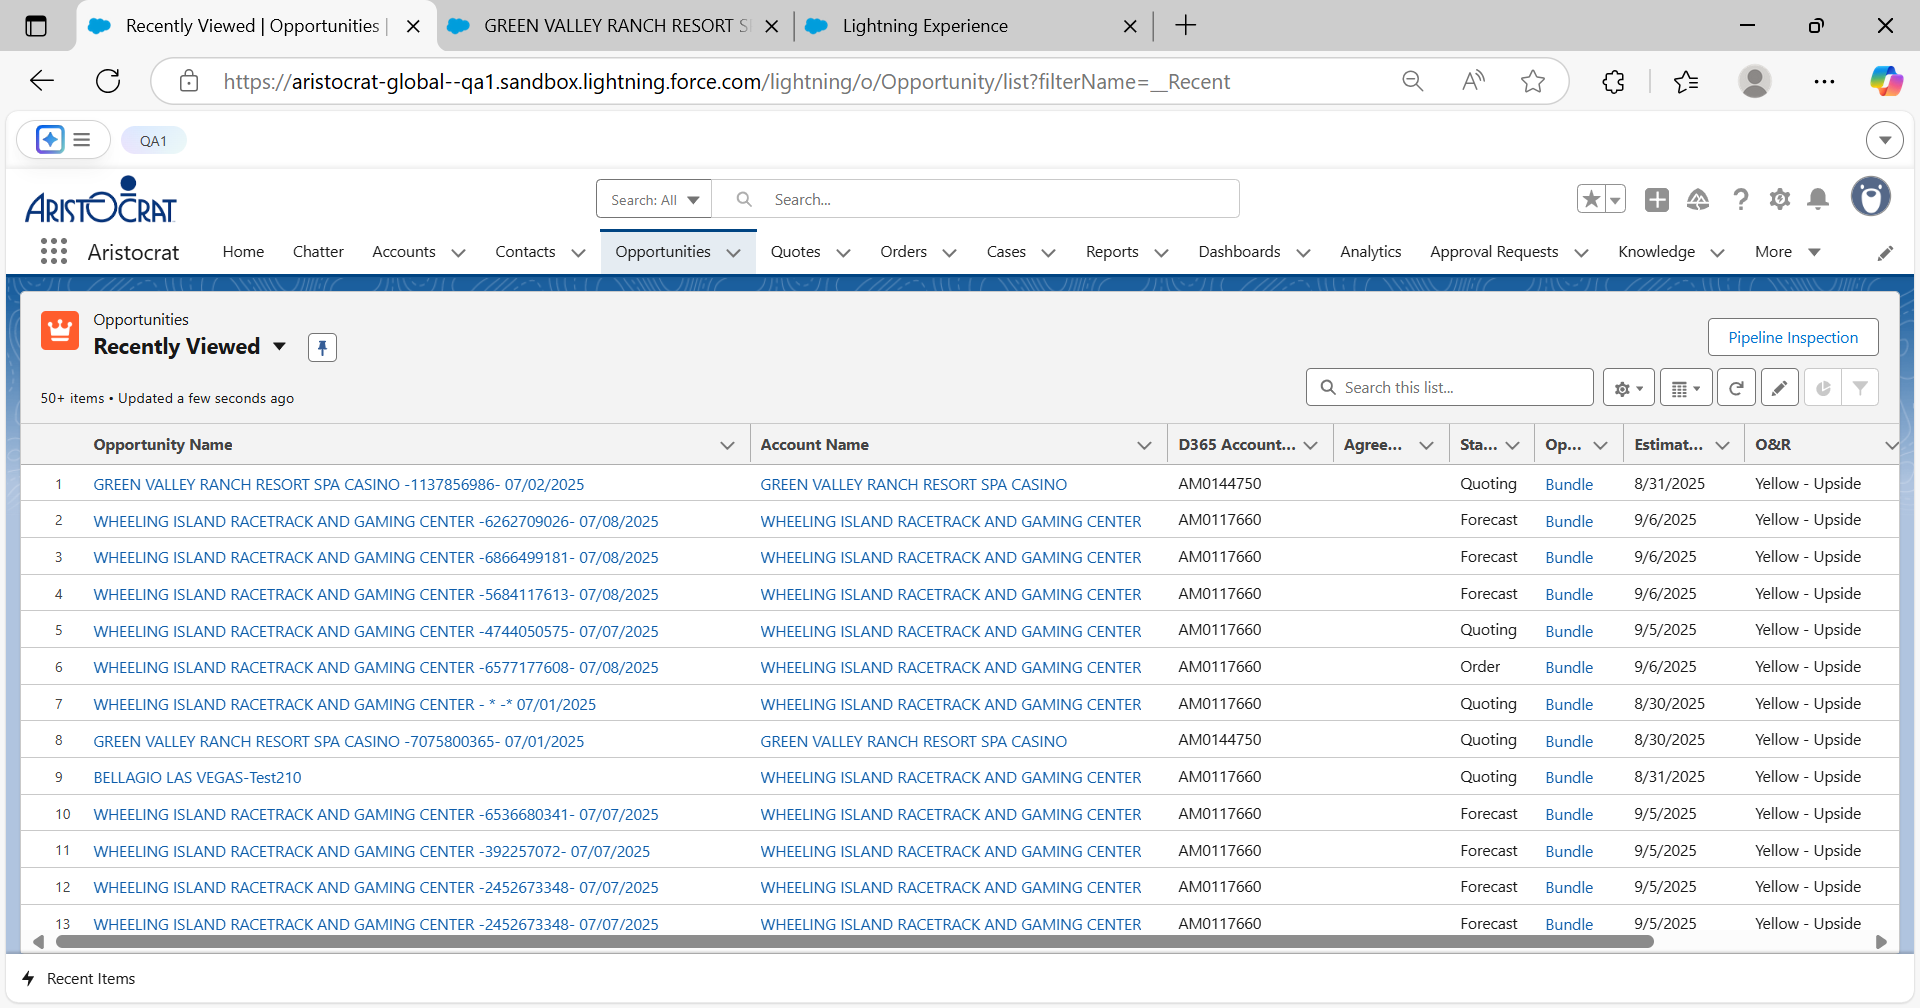 Recently Viewed | Opportunities |
GREEN VALLEY RANCH RESORT S
Lightning Experience
https://aristocrat-global--qa1.sandbox.lightning.force.com/lightning/o/Opportunity/list?filterName=__Recent
QA1
ARISTOCRAT
Search: All
Search...
Aristocrat
Home
Chatter
Accounts
Contacts
Opportunities
Quotes
Orders
Cases
Reports
Dashboards
Analytics
Approval Requests
Knowledge
More
Opportunities
Recently Viewed
Pipeline Inspection
50+ items • Updated a few seconds ago
Search this list...
Opportunity Name Account Name D365 Account... Agree... Sta... Op... Estimat... O&R
1 GREEN VALLEY RANCH RESORT SPA CASINO -1137856986- 07/02/2025 GREEN VALLEY RANCH RESORT SPA CASINO AM0144750 Quoting Bundle 8/31/2025 Yellow - Upside
2 WHEELING ISLAND RACETRACK AND GAMING CENTER -6262709026- 07/08/2025 WHEELING ISLAND RACETRACK AND GAMING CENTER AM0117660 Forecast Bundle 9/6/2025 Yellow - Upside
3 WHEELING ISLAND RACETRACK AND GAMING CENTER -6866499181- 07/08/2025 WHEELING ISLAND RACETRACK AND GAMING CENTER AM0117660 Forecast Bundle 9/6/2025 Yellow - Upside
4 WHEELING ISLAND RACETRACK AND GAMING CENTER -5684117613- 07/08/2025 WHEELING ISLAND RACETRACK AND GAMING CENTER AM0117660 Forecast Bundle 9/6/2025 Yellow - Upside
5 WHEELING ISLAND RACETRACK AND GAMING CENTER -4744050575- 07/07/2025 WHEELING ISLAND RACETRACK AND GAMING CENTER AM0117660 Quoting Bundle 9/5/2025 Yellow - Upside
6 WHEELING ISLAND RACETRACK AND GAMING CENTER -6577177608- 07/08/2025 WHEELING ISLAND RACETRACK AND GAMING CENTER AM0117660 Order Bundle 9/6/2025 Yellow - Upside
7 WHEELING ISLAND RACETRACK AND GAMING CENTER - * -* 07/01/2025 WHEELING ISLAND RACETRACK AND GAMING CENTER AM0117660 Quoting Bundle 8/30/2025 Yellow - Upside
8 GREEN VALLEY RANCH RESORT SPA CASINO -7075800365- 07/01/2025 GREEN VALLEY RANCH RESORT SPA CASINO AM0144750 Quoting Bundle 8/30/2025 Yellow - Upside
9 BELLAGIO LAS VEGAS-Test210 WHEELING ISLAND RACETRACK AND GAMING CENTER AM0117660 Quoting Bundle 8/31/2025 Yellow - Upside
10 WHEELING ISLAND RACETRACK AND GAMING CENTER -6536680341- 07/07/2025 WHEELING ISLAND RACETRACK AND GAMING CENTER AM0117660 Forecast Bundle 9/5/2025 Yellow - Upside
11 WHEELING ISLAND RACETRACK AND GAMING CENTER -392257072- 07/07/2025 WHEELING ISLAND RACETRACK AND GAMING CENTER AM0117660 Forecast Bundle 9/5/2025 Yellow - Upside
12 WHEELING ISLAND RACETRACK AND GAMING CENTER -2452673348- 07/07/2025 WHEELING ISLAND RACETRACK AND GAMING CENTER AM0117660 Forecast Bundle 9/5/2025 Yellow - Upside
13 WHEELING ISLAND RACETRACK AND GAMING CENTER -2452673348- 07/07/2025 WHEELING ISLAND RACETRACK AND GAMING CENTER AM0117660 Forecast Bundle 9/5/2025 Yellow - Upside
Recent Items